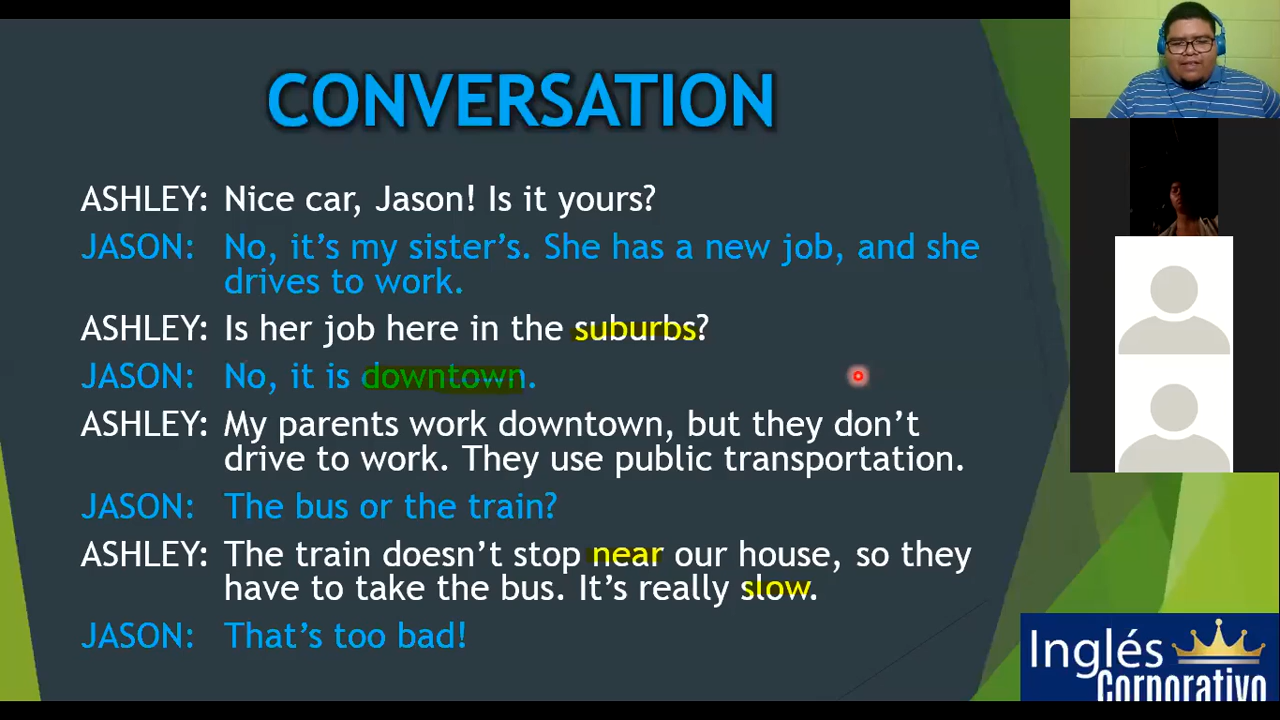 CONVERSATION
ASHLEY: Nice car, Jason! Is it yours?
JASON: No, it’s my sister’s. She has a new job, and she
drives to work.
ASHLEY: Is her job here in the suburbs?
JASON: No, it is downtown.
ASHLEY: My parents work downtown, but they don’t
drive to work. They use public transportation.
JASON: The bus or the train?
ASHLEY: The train doesn’t stop near our house, so they
have to take the bus. It’s really slow.
JASON: That’s too bad!
Inglés
Corporativo